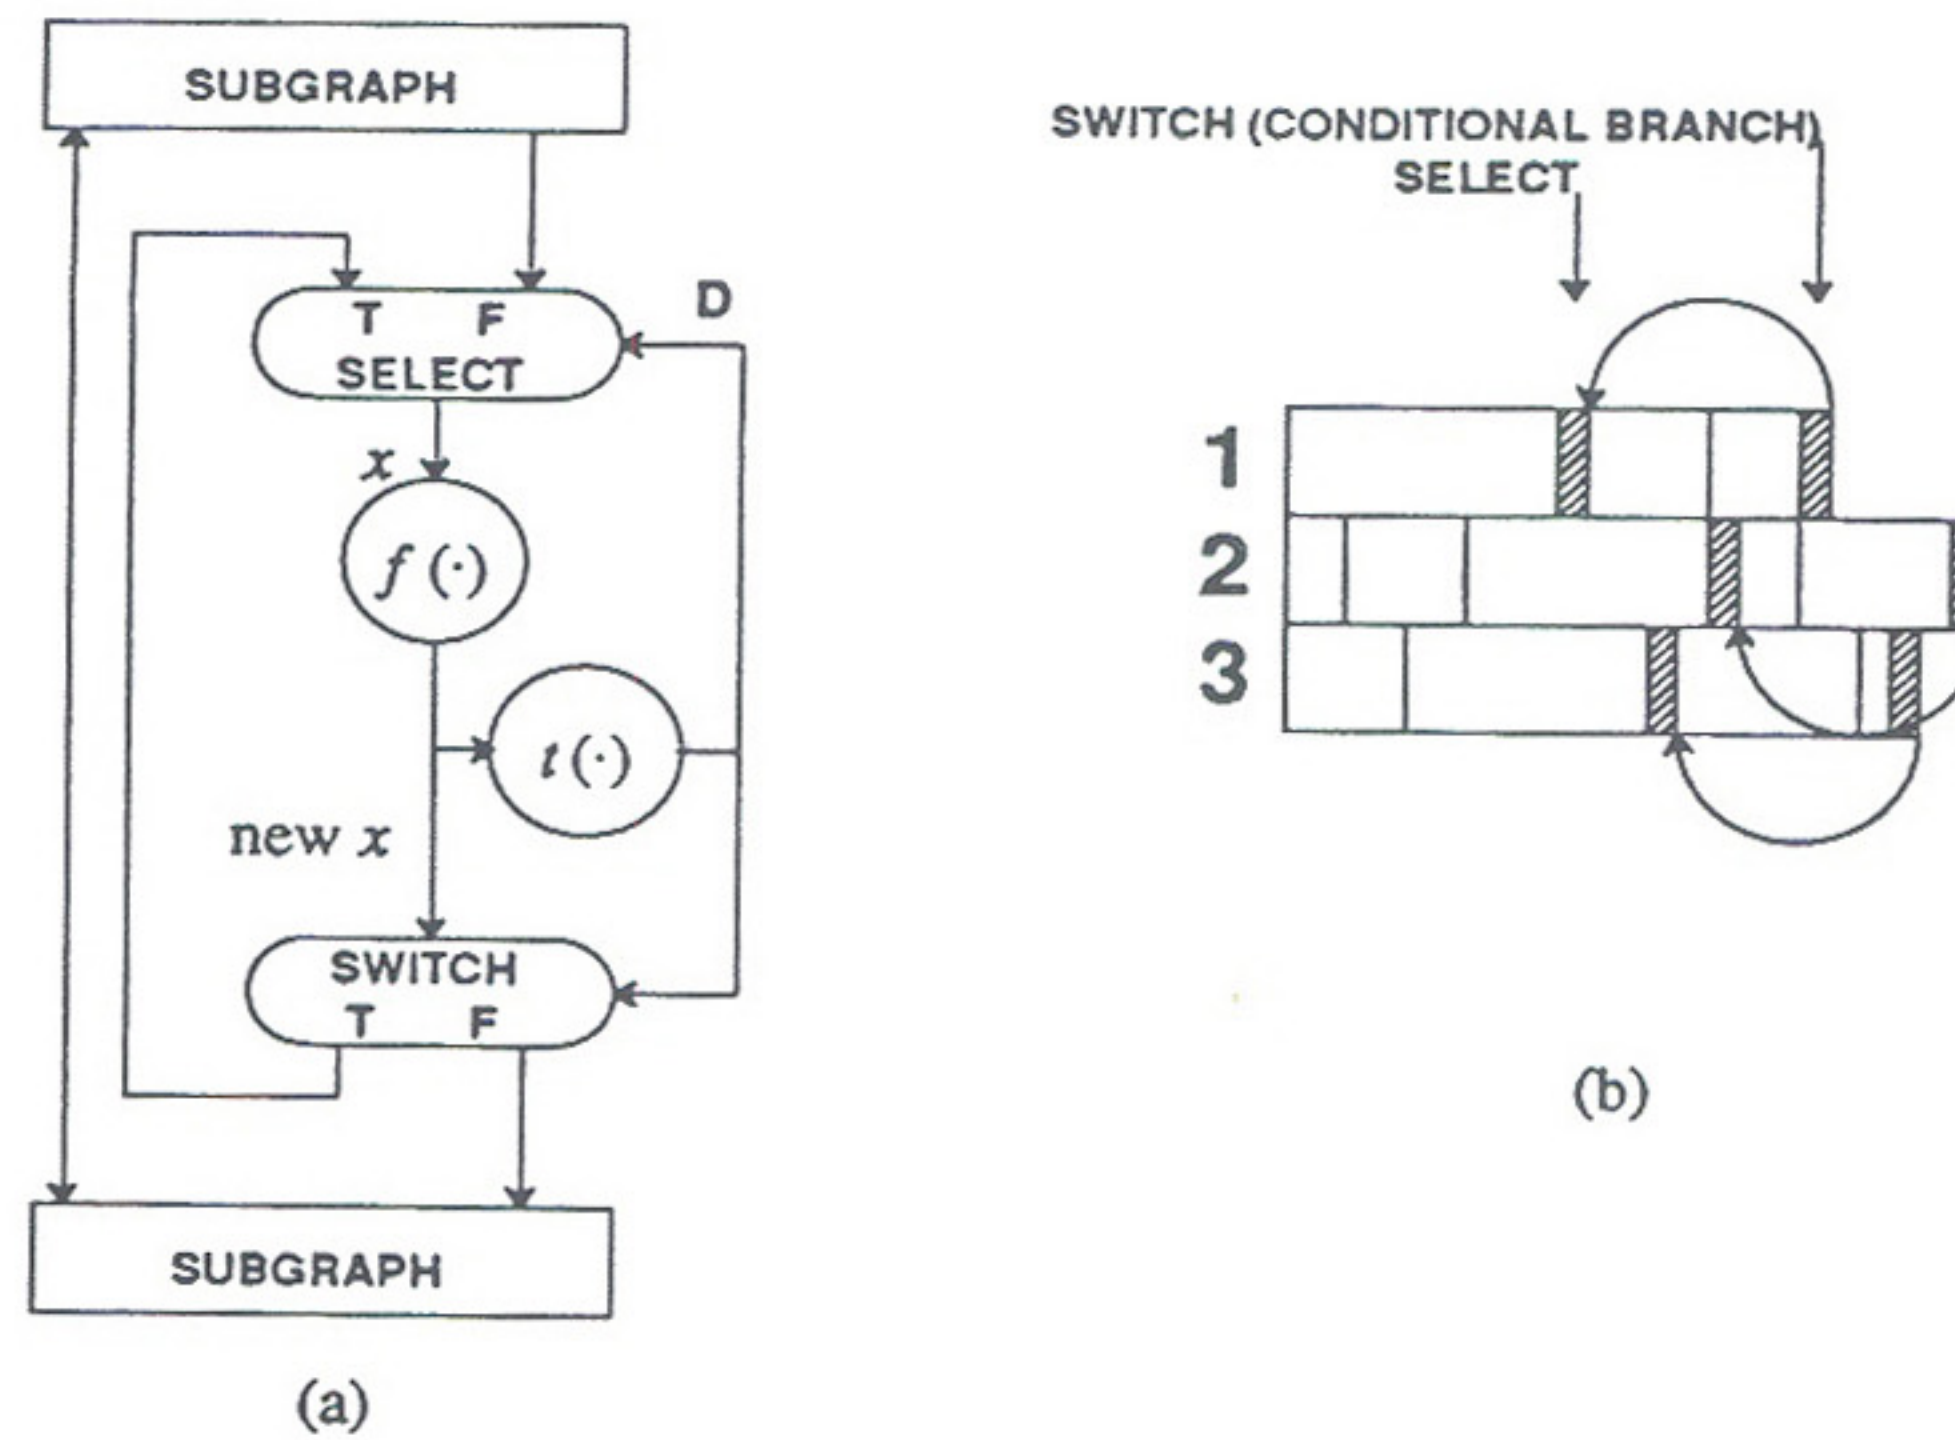 SUBGRAPH
D
T F
SELECT
x
f (·)
t (·)
new x
SWITCH
T F
SUBGRAPH
(a)
SWITCH (CONDITIONAL BRANCH)
SELECT
1
2
3
(b)